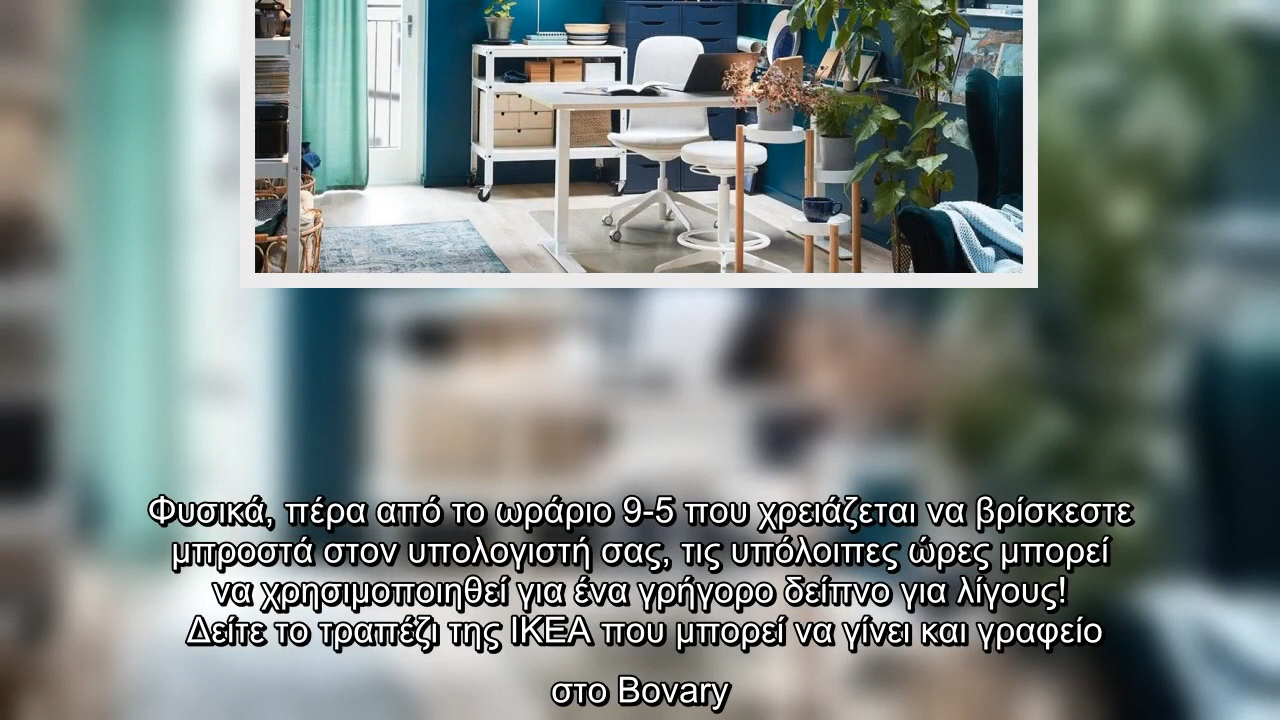 Φυσικά, πέρα από το ωράριο 9-5 που χρειάζεται να βρίσκεστε
μπροστά στον υπολογιστή σας, τις υπόλοιπες ώρες μπορεί
να χρησιμοποιηθεί για ένα γρήγορο δείπνο για λίγους!
Δείτε το τραπέζι της ΙΚΕΑ που μπορεί να γίνει και γραφείο
στο Bovary